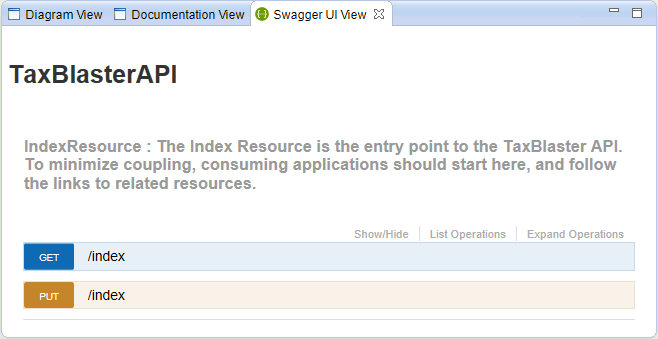 Diagram View Documentation View Swagger UI View
TaxBlasterAPI
IndexResource : The Index Resource is the entry point to the TaxBlaster API.
To minimize coupling, consuming applications should start here, and follow
the links to related resources.
Show/Hide List Operations Expand Operations
GET /index
PUT /index